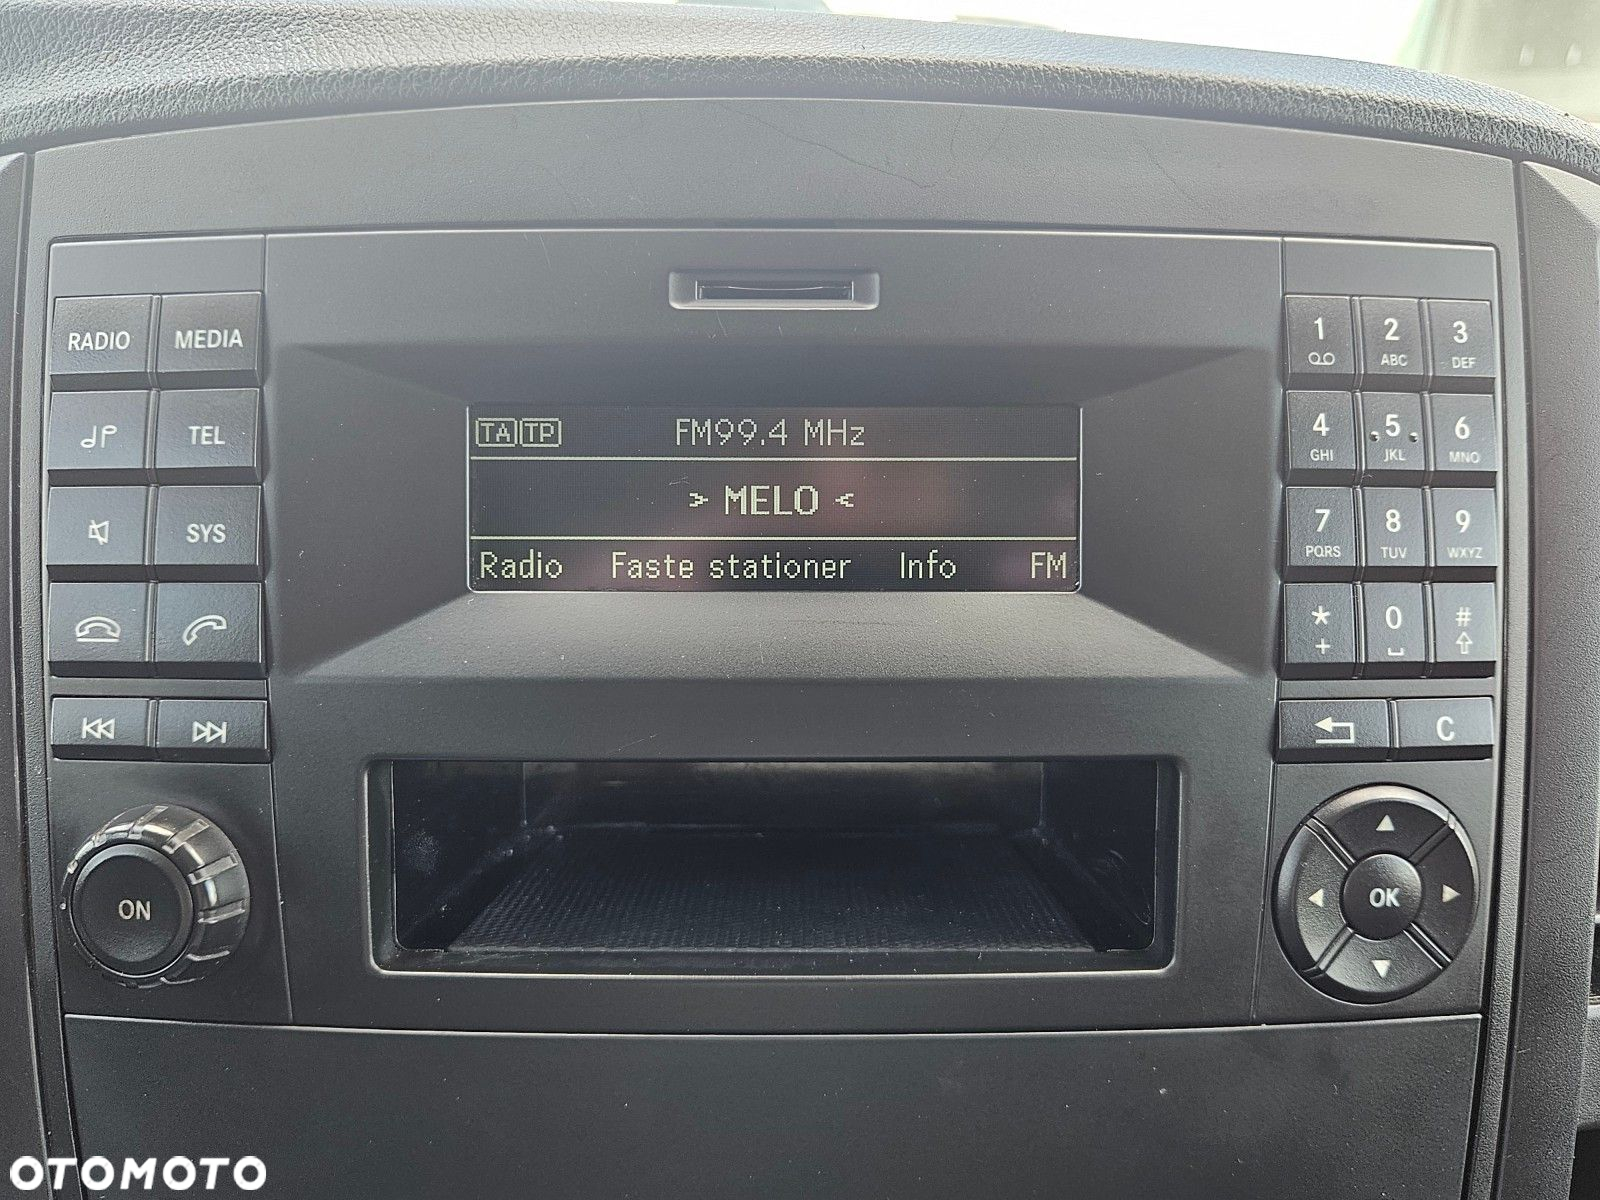 RADIO MEDIA
TEL
SYS
ON
TA TP FM99.4 MHz
> MELO <
Radio Faste stationer Info FM
1 2 3
ABC DEF
4 5 6
GHI JKL MNO
7 8 9
PQRS TUV WXYZ
* 0 #
+
C
OK
OTOMOTO